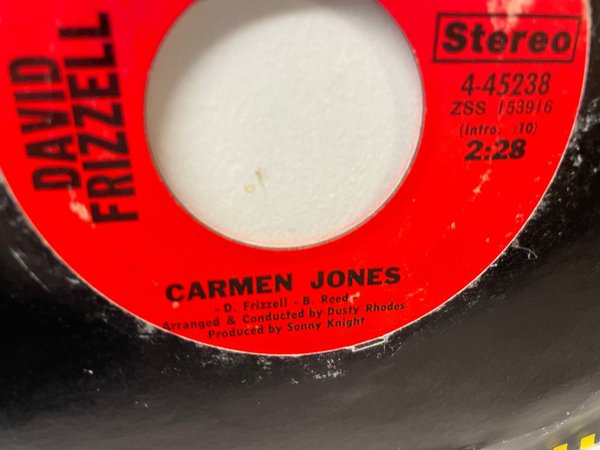 DAVID
FRIZZELL
Stereo
4-45238
ZSS 153916
(Intro: :10)
2:28
CARMEN JONES
- D. Frizzell - B. Reed -
Arranged & Conducted by Dusty Rhodes
Produced by Sonny Knight